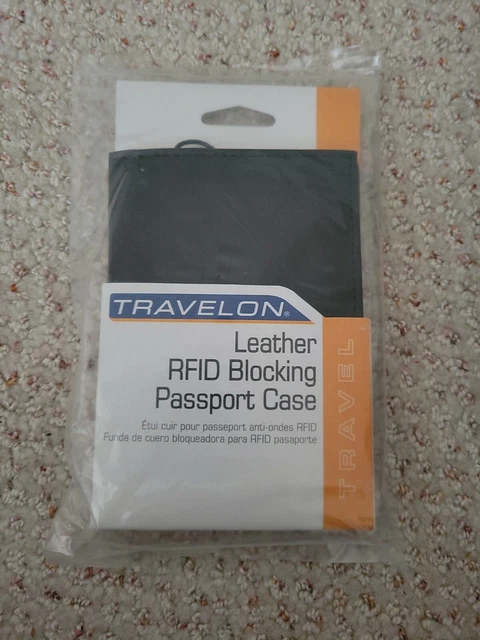 TRAVELON®
Leather
RFID Blocking
Passport Case
Étui cuir pour passeport anti-ondes RFID
Funda de cuero bloqueadora para RFID pasaporte
TRAVEL